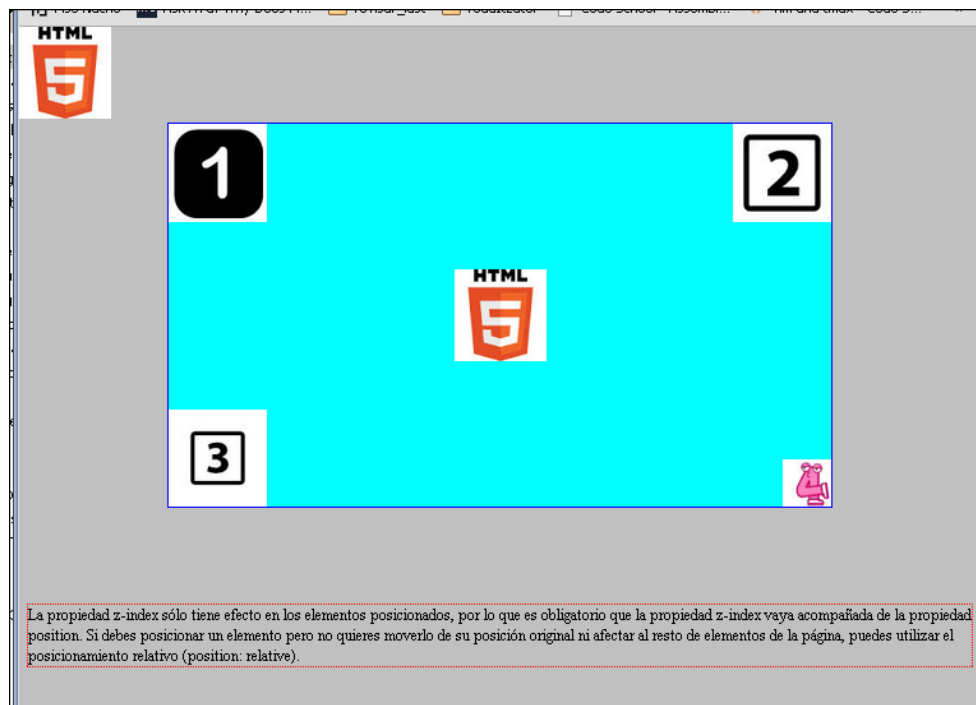 HTML
5
1
2
HTML
5
3
4
La propiedad z-index sólo tiene efecto en los elementos posicionados, por lo que es obligatorio que la propiedad z-index vaya acompañada de la propiedad
position. Si debes posicionar un elemento pero no quieres moverlo de su posición original ni afectar al resto de elementos de la página, puedes utilizar el
posicionamiento relativo (position: relative).